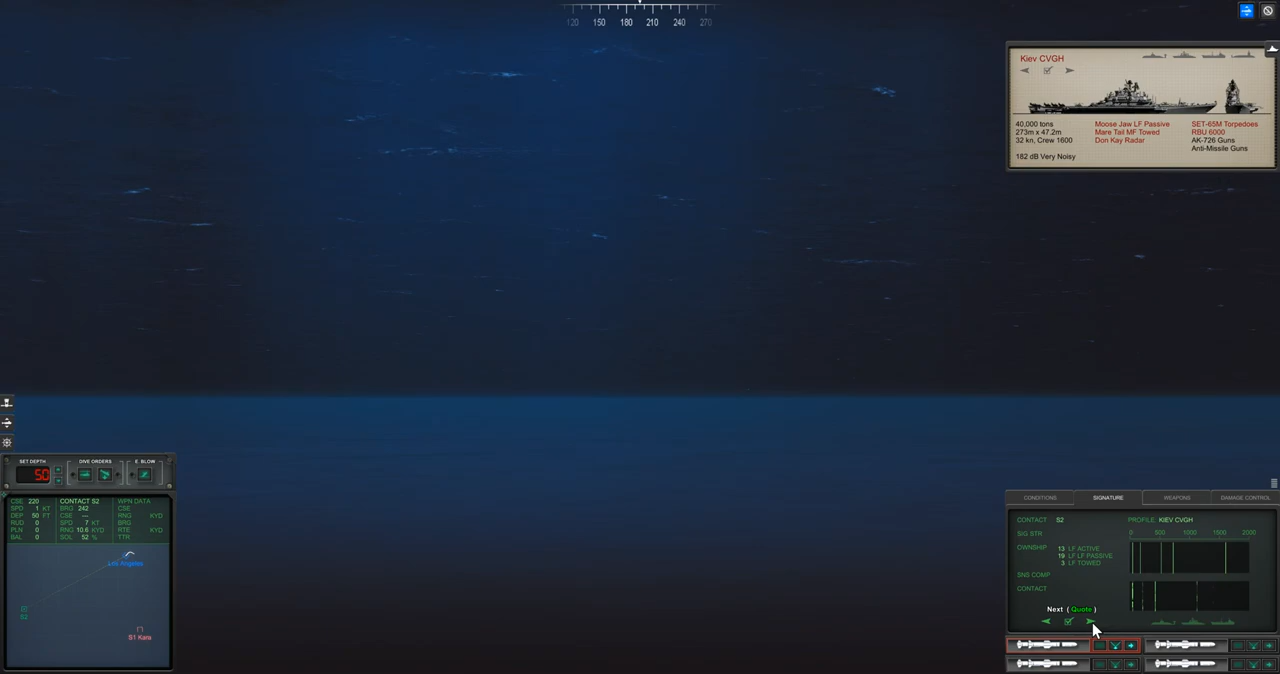 120 150 180 210 240 270
Kiev CVGH
40,000 tons
273m x 47.2m
32 kn, Crew 1600
182 dB Very Noisy
Moose Jaw LF Passive
Mare Tail MF Towed
Don Kay Radar
SET-65M Torpedoes
RBU 6000
AK-726 Guns
Anti-Missile Guns
SET DEPTH DIVE ORDERS E. BLOW
50
CSE 220
SPD 1 KT
DEP 50 FT
RUD 0
PLN 0
BAL 0
CONTACT S2
BRG 242
CSE ---
SPD 7 KT
RNG 10.6 KYD
SOL 52 %
WPN DATA
CSE
RNG KYD
BRG
RTE KYD
TTR
Los Angeles
S2
S1 Kara
CONDITIONS SIGNATURE WEAPONS DAMAGE CONTROL
CONTACT S2 PROFILE: KIEV CVGH
SIG STR 0 500 1000 1500 2000
OWNSHIP 13 LF ACTIVE
19 LF LF PASSIVE
3 LF TOWED
SNS COMP
CONTACT
Next (Quote)